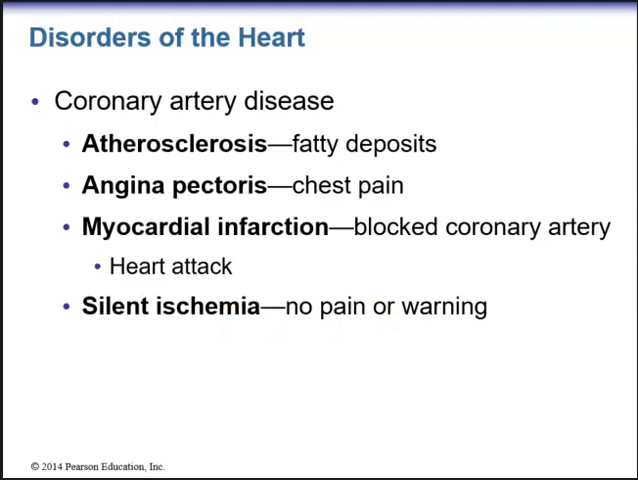 Disorders of the Heart
• Coronary artery disease
• Atherosclerosis—fatty deposits
• Angina pectoris—chest pain
• Myocardial infarction—blocked coronary artery
• Heart attack
• Silent ischemia—no pain or warning
© 2014 Pearson Education, Inc.